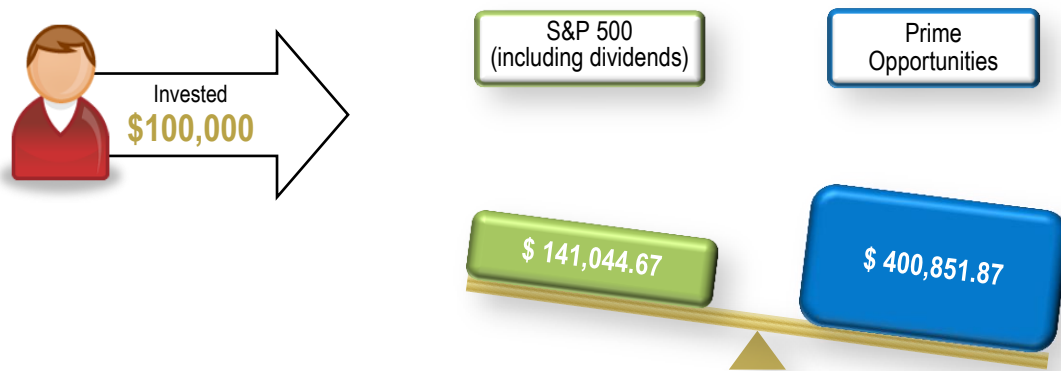 Invested
$100,000
S&P 500
(including dividends)
Prime
Opportunities
$ 141,044.67
$ 400,851.87